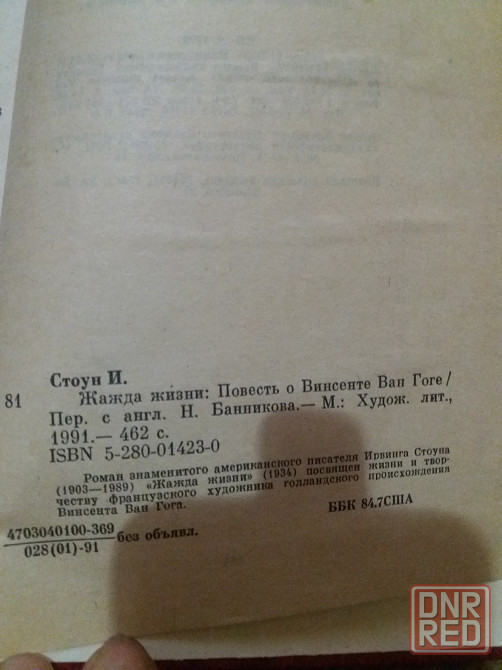 Стоун И.
81 Жажда жизни: Повесть о Винсенте Ван Гоге/
Пер. с англ. Н. Банникова.— М.: Худож. лит.,
1991.— 462 с.
ISBN 5-280-01423-0
Роман знаменитого американского писателя Ирвинга Стоуна
(1903—1989) «Жажда жизни» (1934) посвящен жизни и твор-
честву французского художника голландского происхождения
Винсента Ван Гога.
4703040100-369
028(01)-91
без объявл.
ББК 84.7США
DNR
RED